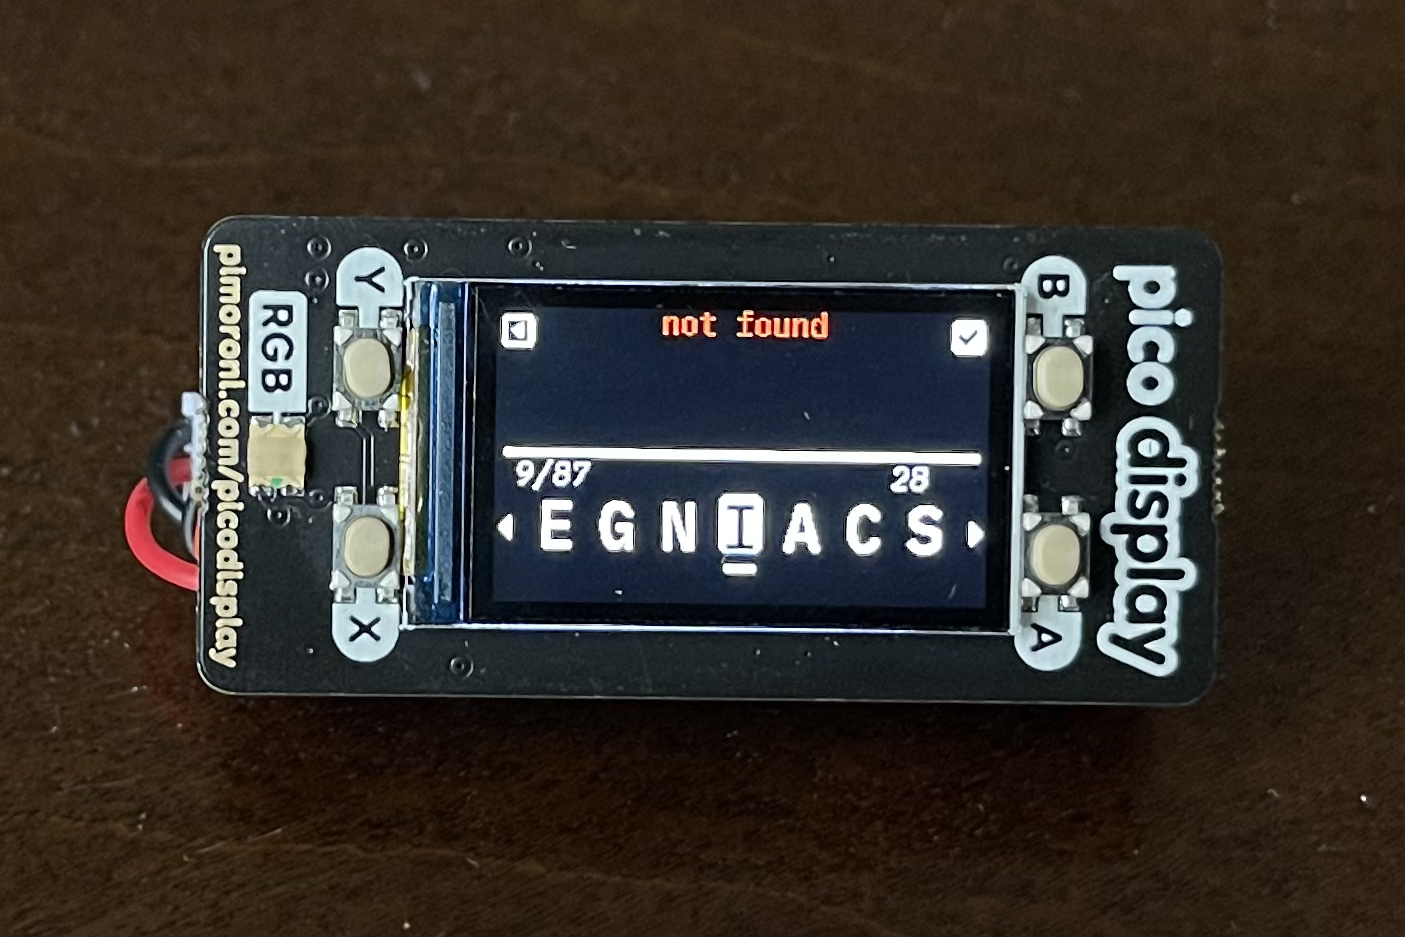 pimoroni.com/picodisplay
RGB
Y
X
not found
9/87 28
E G N I A C S
B
A
pico display